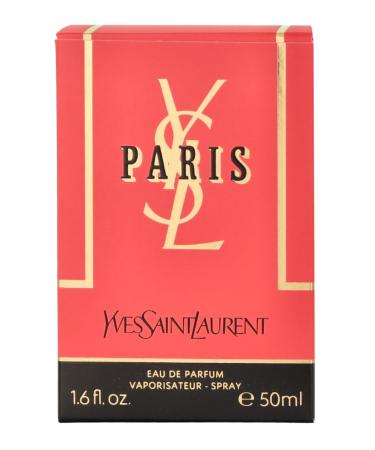 YSL
PARIS
YVESSAINTLAURENT
EAU DE PARFUM
VAPORISATEUR - SPRAY
1.6 fl. oz. ℮ 50ml